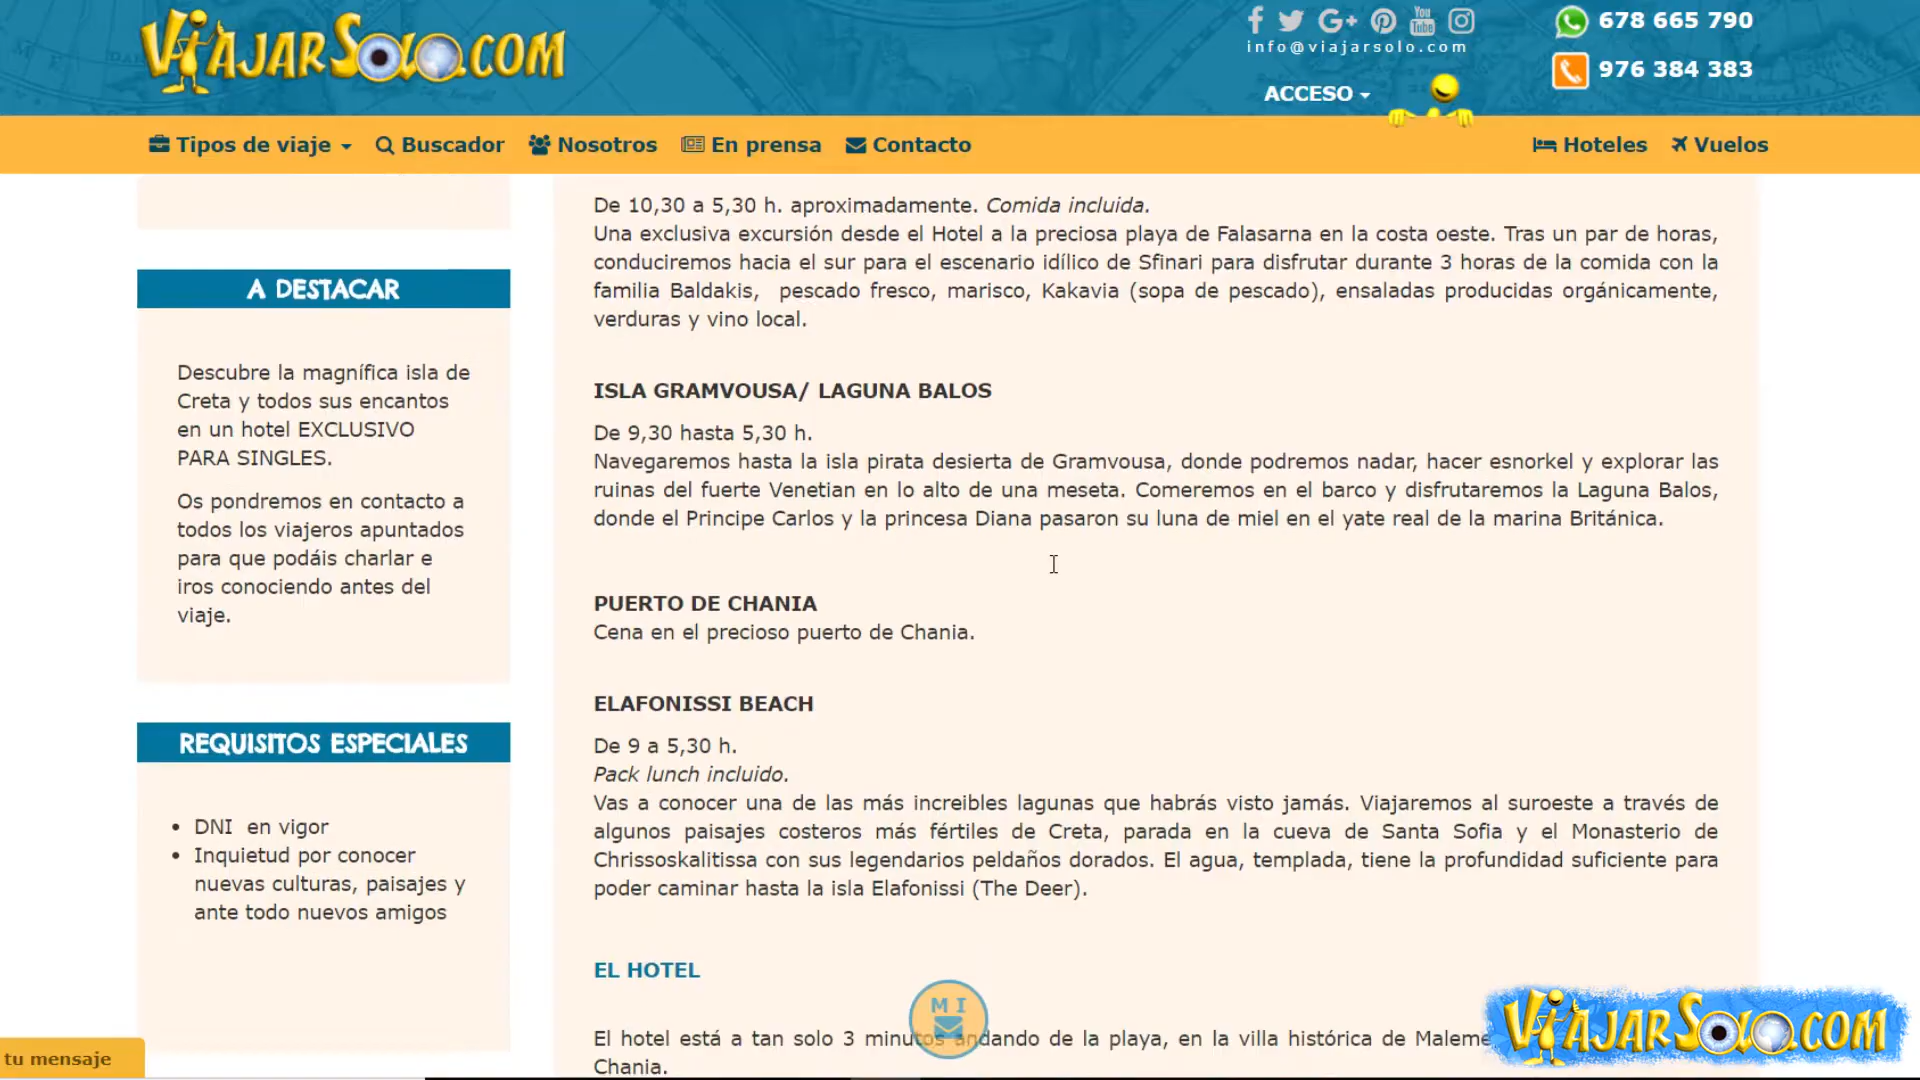 ViajarSolo.com
info@viajarsolo.com
ACCESO
678 665 790
976 384 383
Tipos de viaje
Buscador
Nosotros
En prensa
Contacto
Hoteles
Vuelos
A DESTACAR
Descubre la magnífica isla de
Creta y todos sus encantos
en un hotel EXCLUSIVO
PARA SINGLES.
Os pondremos en contacto a
todos los viajeros apuntados
para que podáis charlar e
iros conociendo antes del
viaje.
REQUISITOS ESPECIALES
• DNI  en vigor
• Inquietud por conocer
nuevas culturas, paisajes y
ante todo nuevos amigos
De 10,30 a 5,30 h. aproximadamente. Comida incluida.
Una exclusiva excursión desde el Hotel a la preciosa playa de Falasarna en la costa oeste. Tras un par de horas,
conduciremos hacia el sur para el escenario idílico de Sfinari para disfrutar durante 3 horas de la comida con la
familia Baldakis,  pescado fresco, marisco, Kakavia (sopa de pescado), ensaladas producidas orgánicamente,
verduras y vino local.
ISLA GRAMVOUSA/ LAGUNA BALOS
De 9,30 hasta 5,30 h.
Navegaremos hasta la isla pirata desierta de Gramvousa, donde podremos nadar, hacer esnorkel y explorar las
ruinas del fuerte Venetian en lo alto de una meseta. Comeremos en el barco y disfrutaremos la Laguna Balos,
donde el Principe Carlos y la princesa Diana pasaron su luna de miel en el yate real de la marina Británica.
PUERTO DE CHANIA
Cena en el precioso puerto de Chania.
ELAFONISSI BEACH
De 9 a 5,30 h.
Pack lunch incluido.
Vas a conocer una de las más increibles lagunas que habrás visto jamás. Viajaremos al suroeste a través de
algunos paisajes costeros más fértiles de Creta, parada en la cueva de Santa Sofia y el Monasterio de
Chrissoskalitissa con sus legendarios peldaños dorados. El agua, templada, tiene la profundidad suficiente para
poder caminar hasta la isla Elafonissi (The Deer).
EL HOTEL
M I
El hotel está a tan solo 3 minutos andando de la playa, en la villa histórica de Maleme
Chania.
tu mensaje
ViajarSolo.com